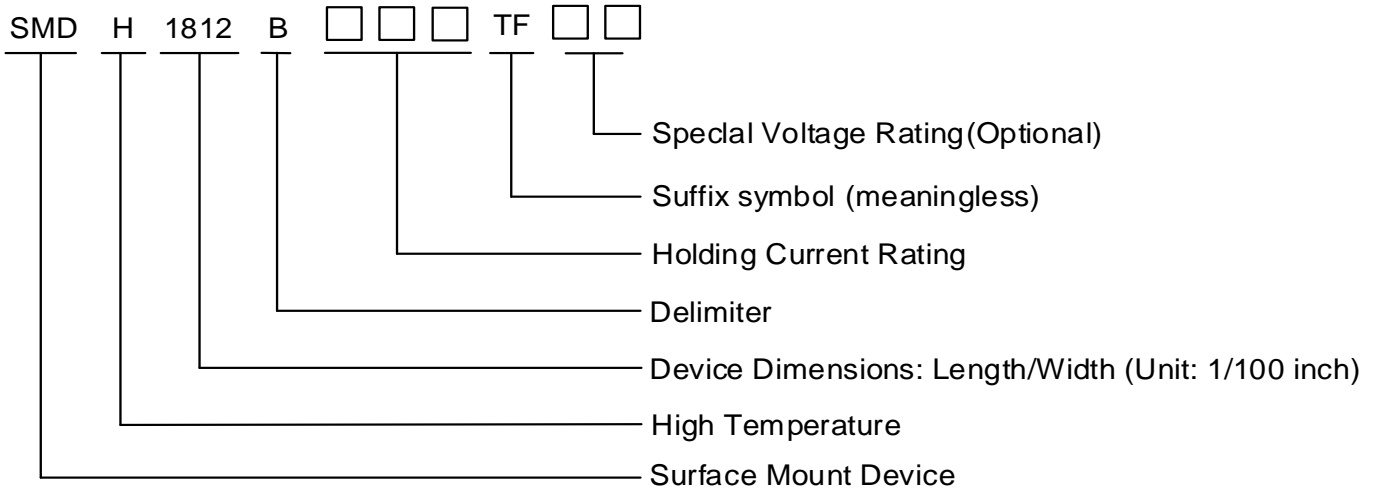 SMD H 1812 B □ □ □ TF □ □
Speclal Voltage Rating(Optional)
Suffix symbol (meaningless)
Holding Current Rating
Delimiter
Device Dimensions: Length/Width (Unit: 1/100 inch)
High Temperature
Surface Mount Device